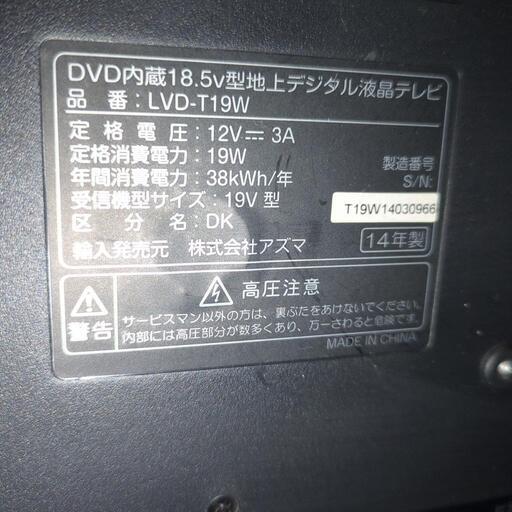 DVD内蔵18.5v型地上デジタル液晶テレビ
品番：LVD-T19W
定格電圧：12V⎓3A
定格消費電力：19W
年間消費電力：38kWh/年
受信機型サイズ：19V型
区分名：DK
輸入発売元 株式会社アズマ
製造番号
S/N:
T19W14030966
14年製
警告
高圧注意
サービスマン以外の方は、裏ぶたをあけないでください。
内部には高圧部分が数多くあり、万一さわると危険です。
MADE IN CHINA